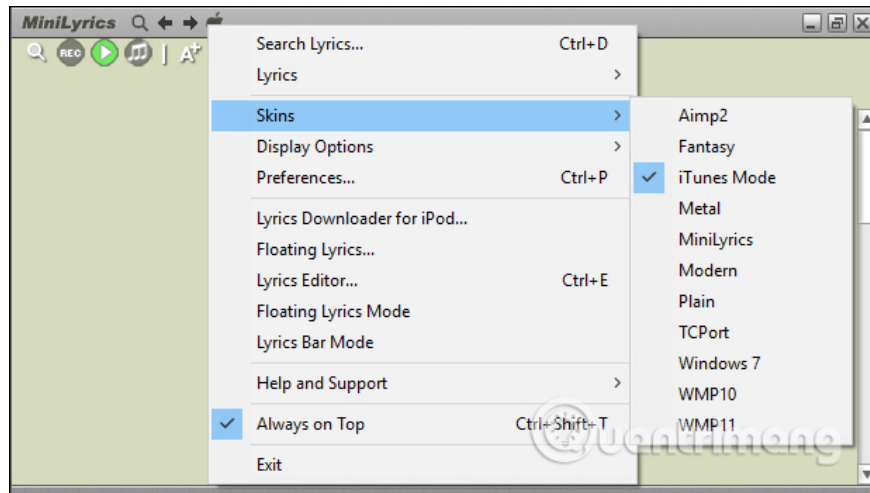 MiniLyrics
REC
A+
Search Lyrics... Ctrl+D
Lyrics
Skins
Display Options
Preferences... Ctrl+P
Lyrics Downloader for iPod...
Floating Lyrics...
Lyrics Editor... Ctrl+E
Floating Lyrics Mode
Lyrics Bar Mode
Help and Support
Always on Top Ctrl+Shift+T
Exit
Aimp2
Fantasy
iTunes Mode
Metal
MiniLyrics
Modern
Plain
TCPort
Windows 7
WMP10
WMP11
Quantrimang